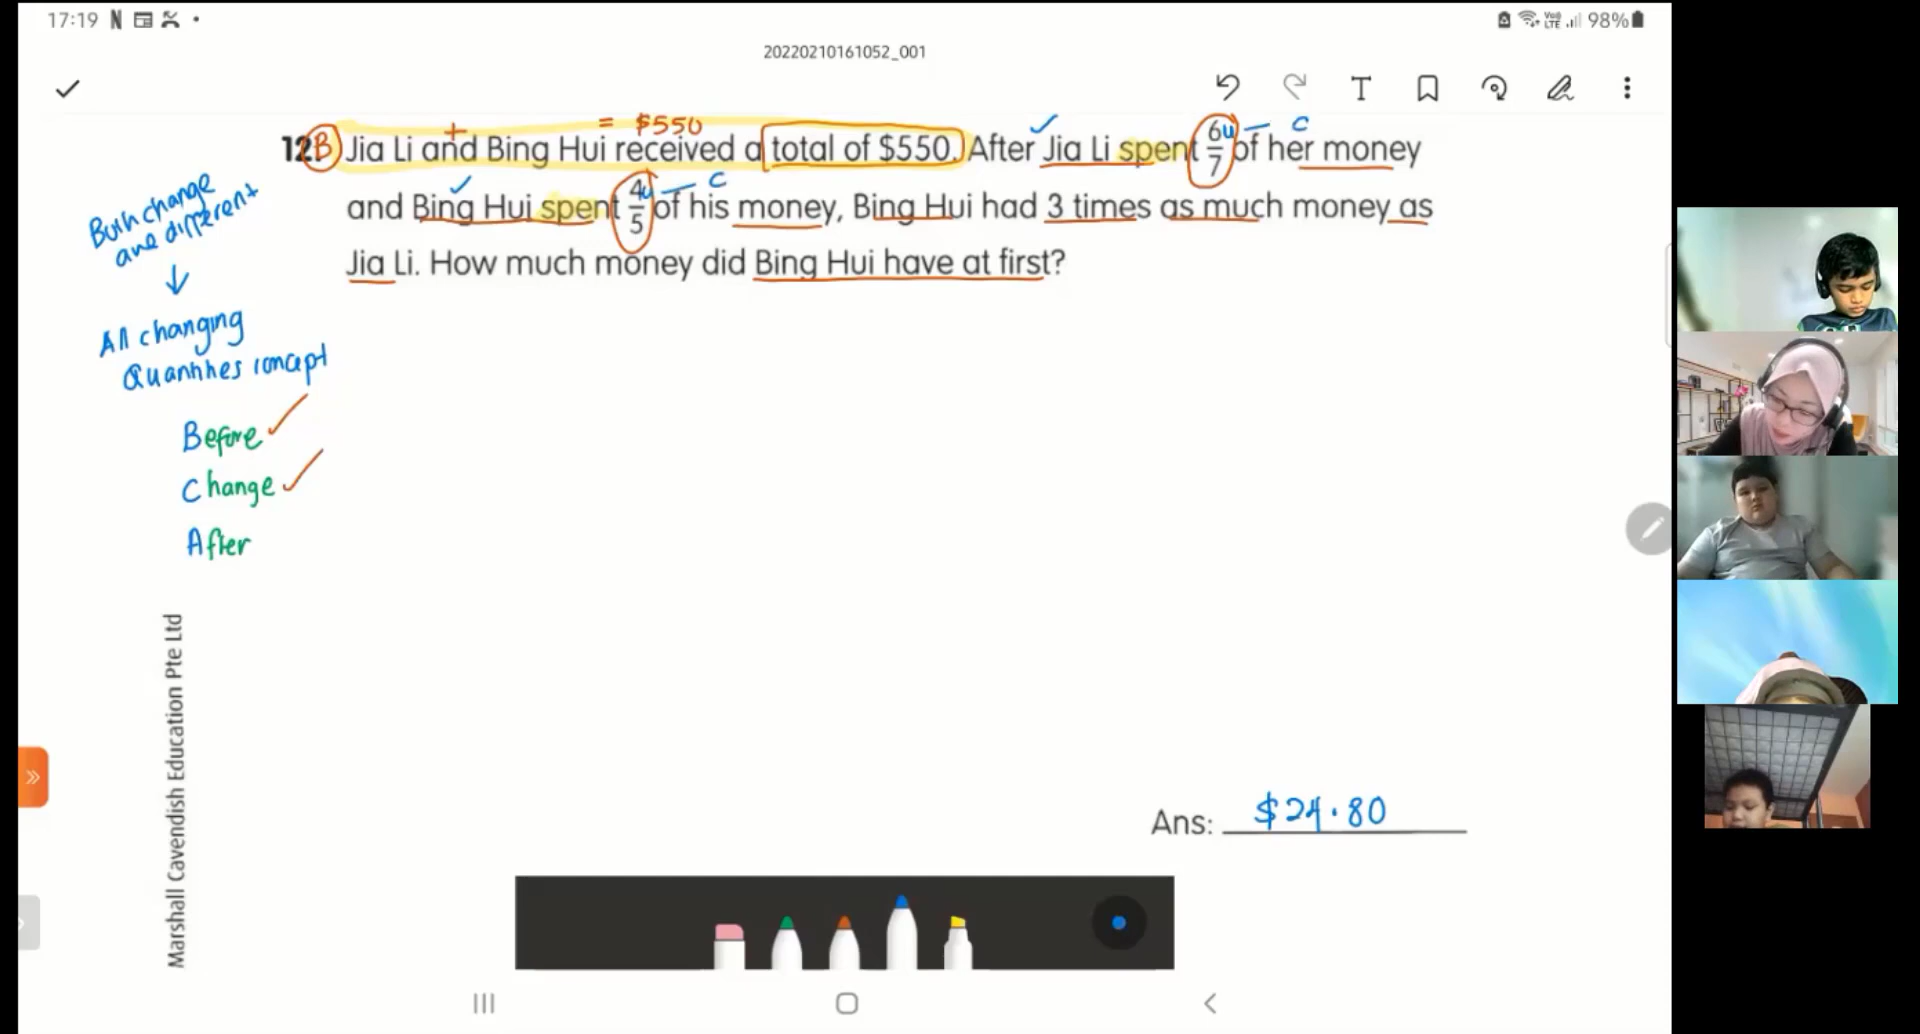 17:19
98%
20220210161052_001
= $550
+
12. B Jia Li and Bing Hui received a total of $550. After Jia Li spent 6u/7 — C of her money
and Bing Hui spent 4u/5 — C of his money, Bing Hui had 3 times as much money as
Jia Li. How much money did Bing Hui have at first?
Both change
are different
All changing
Quantities concept
Before
Change
After
Marshall Cavendish Education Pte Ltd
Ans: $24.80